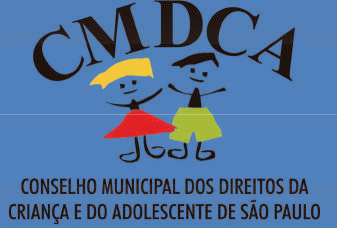 CMDCA
CONSELHO MUNICIPAL DOS DIREITOS DA
CRIANÇA E DO ADOLESCENTE DE SÃO PAULO